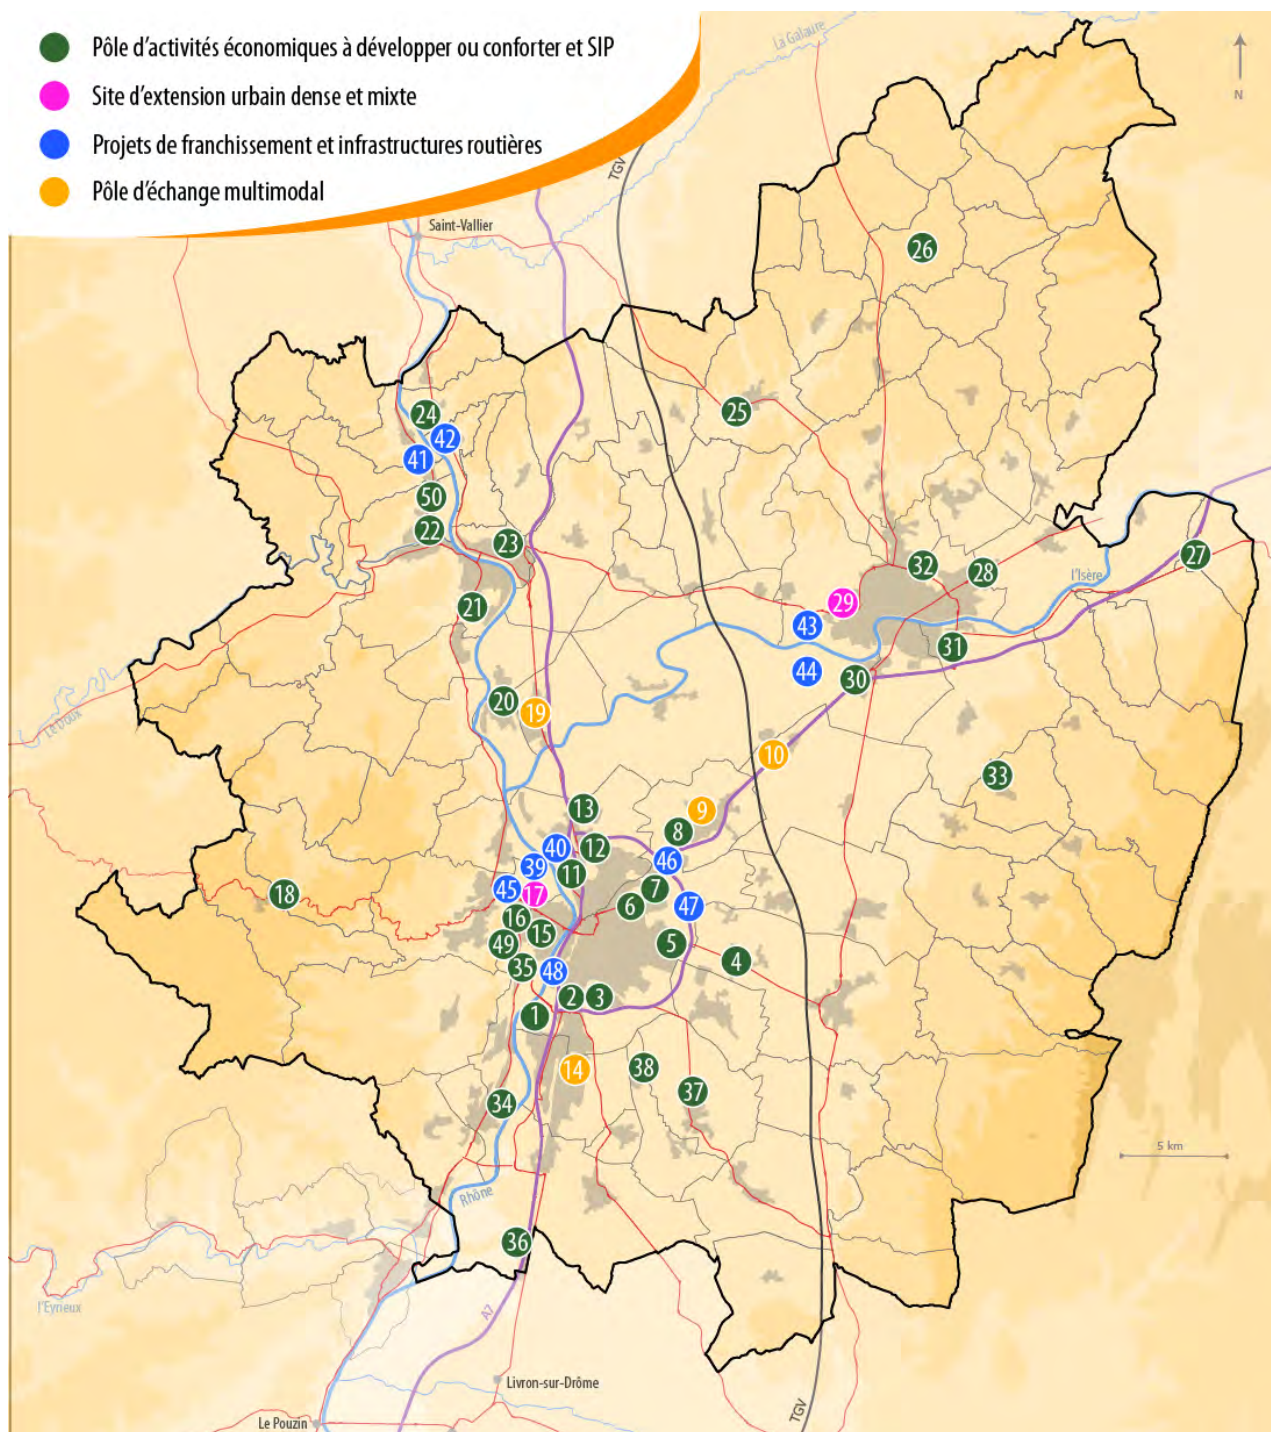 Pôle d'activités économiques à développer ou conforter et SIP
Site d'extension urbain dense et mixte
Projets de franchissement et infrastructures routières
Pôle d'échange multimodal
La Galaure
N
TGV
Saint-Vallier
26
25
24
42
41
50
22
23
27
32
28
l'Isère
29
21
43
31
44
30
20
19
Le Doux
10
33
13
9
8
40
12
46
39
11
18
45
17
7
6
47
16
15
49
5
4
35
48
2
3
1
38
14
37
34
5 km
Rhône
36
l'Eyrieux
A7
Livron-sur-Drôme
TGV
Le Pouzin